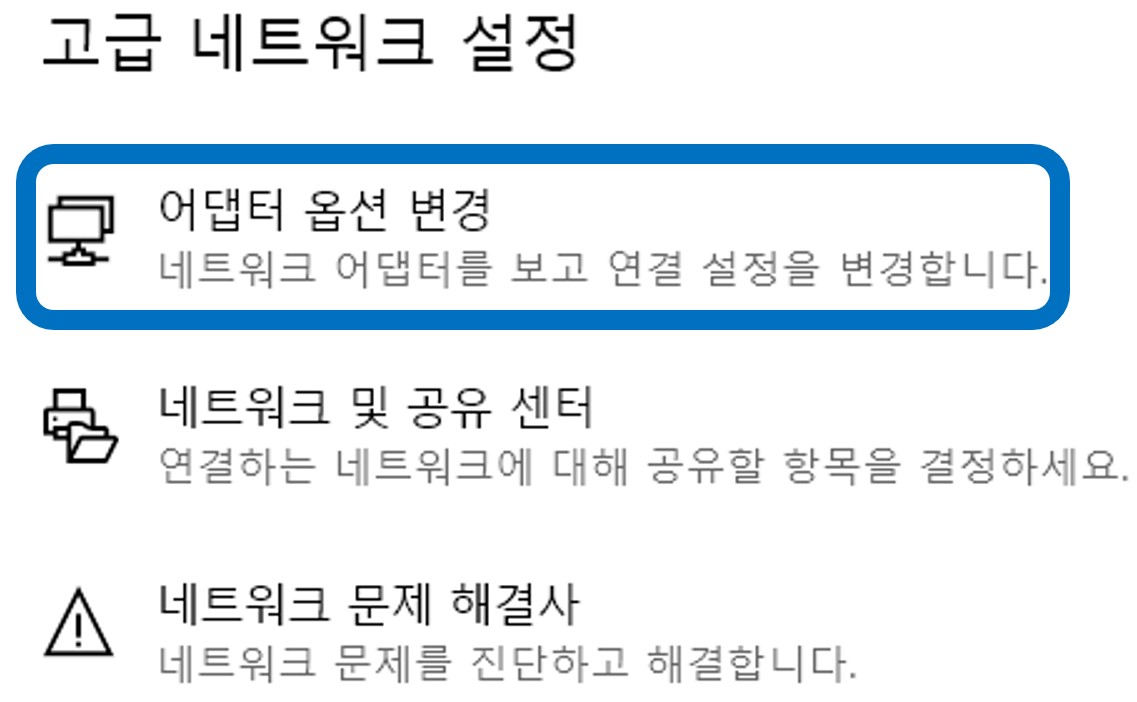 고급 네트워크 설정
어댑터 옵션 변경
네트워크 어댑터를 보고 연결 설정을 변경합니다.
네트워크 및 공유 센터
연결하는 네트워크에 대해 공유할 항목을 결정하세요.
네트워크 문제 해결사
네트워크 문제를 진단하고 해결합니다.